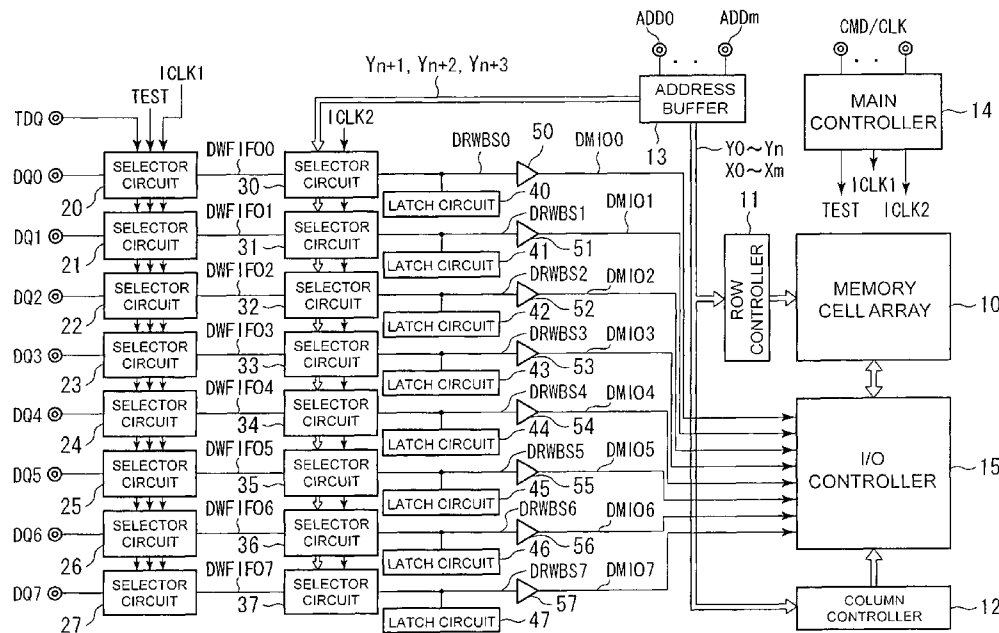 ADD0 ADDm
CMD/CLK
Yn+1, Yn+2, Yn+3
ICLK1
TEST
TDQ
ICLK2
ADDRESS BUFFER
13
MAIN CONTROLLER
14
Y0~Yn
X0~Xm
TEST
ICLK1
ICLK2
DQ0
SELECTOR CIRCUIT
20
DWFIFO0
SELECTOR CIRCUIT
30
DRWBS0
50
DMIO0
LATCH CIRCUIT
40
DQ1
SELECTOR CIRCUIT
21
DWFIFO1
SELECTOR CIRCUIT
31
DRWBS1
51
DMIO1
LATCH CIRCUIT
41
DQ2
SELECTOR CIRCUIT
22
DWFIFO2
SELECTOR CIRCUIT
32
DRWBS2
52
DMIO2
LATCH CIRCUIT
42
DQ3
SELECTOR CIRCUIT
23
DWFIFO3
SELECTOR CIRCUIT
33
DRWBS3
53
DMIO3
LATCH CIRCUIT
43
DQ4
SELECTOR CIRCUIT
24
DWFIFO4
SELECTOR CIRCUIT
34
DRWBS4
54
DMIO4
LATCH CIRCUIT
44
DQ5
SELECTOR CIRCUIT
25
DWFIFO5
SELECTOR CIRCUIT
35
DRWBS5
55
DMIO5
LATCH CIRCUIT
45
DQ6
SELECTOR CIRCUIT
26
DWFIFO6
SELECTOR CIRCUIT
36
DRWBS6
56
DMIO6
LATCH CIRCUIT
46
DQ7
SELECTOR CIRCUIT
27
DWFIFO7
SELECTOR CIRCUIT
37
DRWBS7
57
DMIO7
LATCH CIRCUIT
47
11
ROW CONTROLLER
MEMORY CELL ARRAY
10
I/O CONTROLLER
15
COLUMN CONTROLLER
12